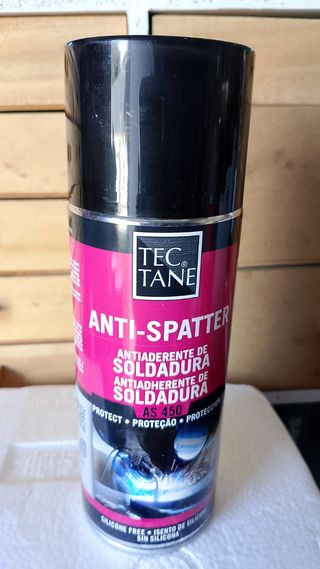 TEC
TANE®
ANTI-SPATTER
ANTIADERENTE DE
SOLDADURA
ANTIADHERENTE DE
SOLDADURA
AS 450
PROTECT • PROTEÇÃO • PROTECCIÓN
SILICONE FREE • ISENTO DE SILICONE
SIN SILICONA